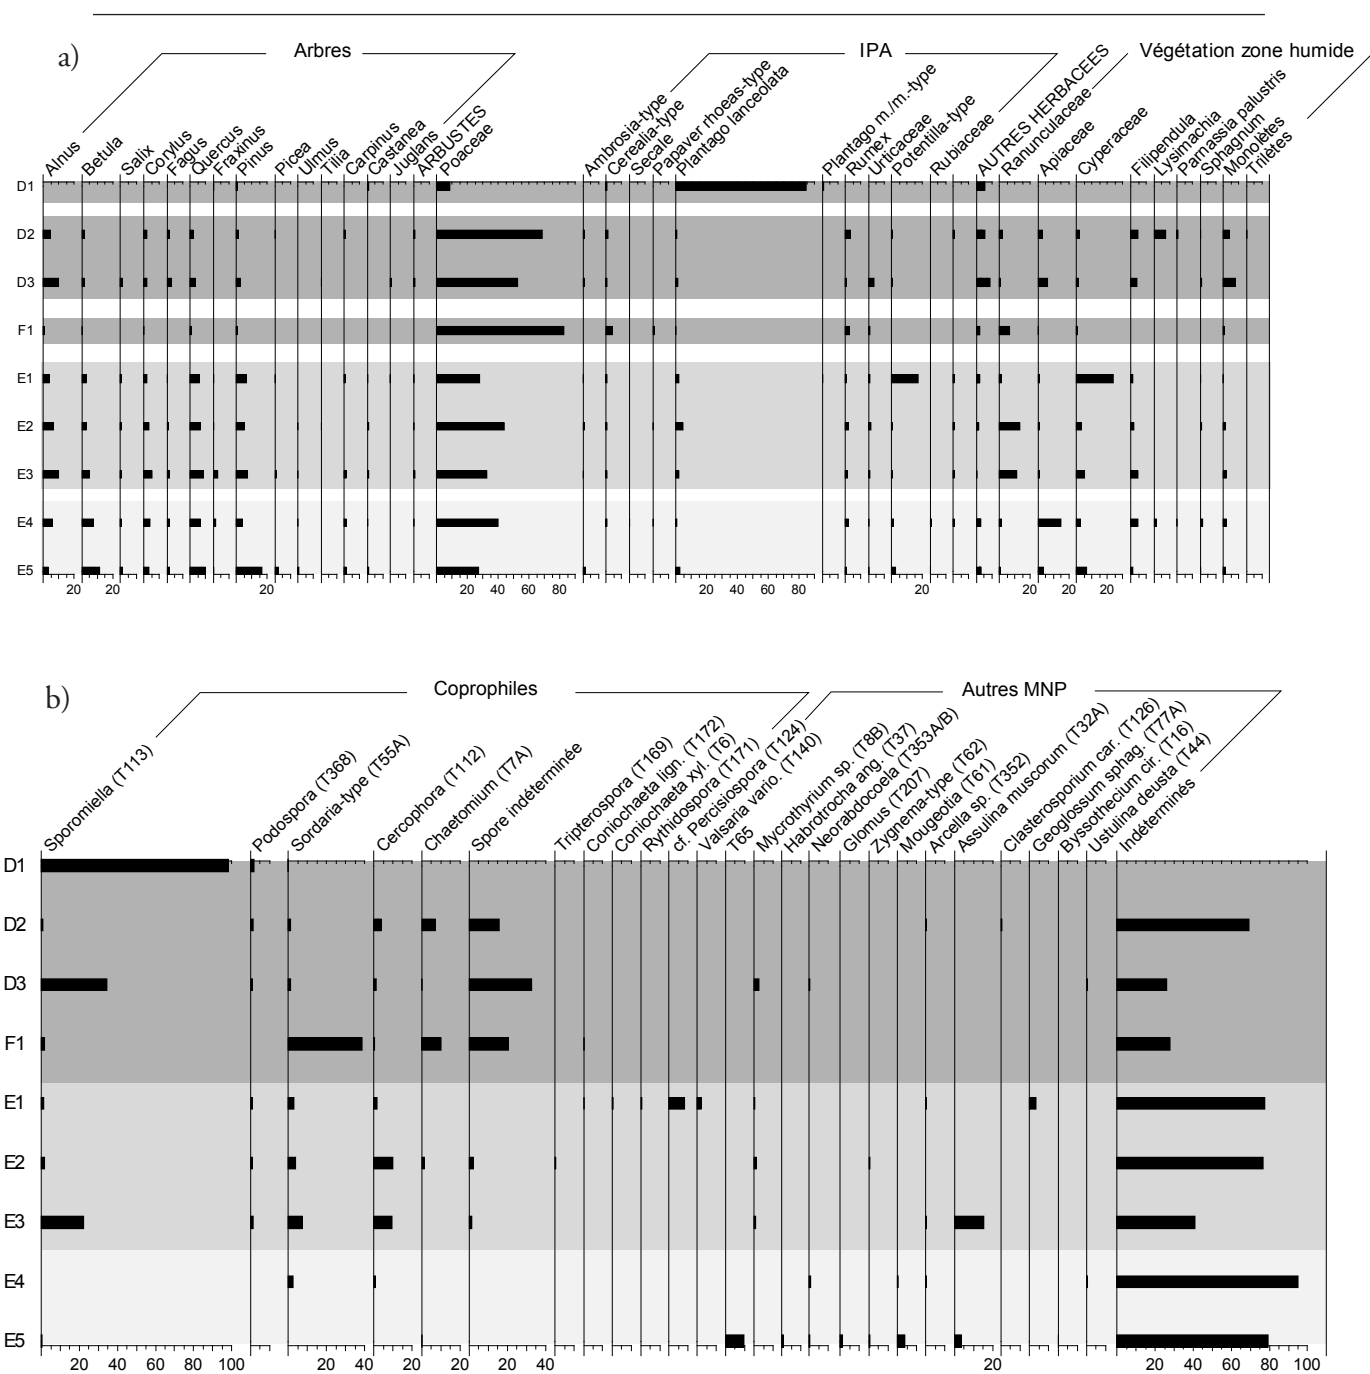 a)
Arbres
IPA
Végétation zone humide
Alnus
Betula
Salix
Corylus
Fagus
Quercus
Fraxinus
Pinus
Picea
Ulmus
Tilia
Carpinus
Castanea
Juglans
ARBUSTES
Poaceae
Ambrosia-type
Cerealia-type
Secale
Papaver rhoeas-type
Plantago lanceolata
Plantago m./m.-type
Rumex
Urticaceae
Potentilla-type
Rubiaceae
AUTRES HERBACEES
Ranunculaceae
Apiaceae
Cyperaceae
Filipendula
Lysimachia
Parnassia palustris
Sphagnum
Monolètes
Trilètes
D1
D2
D3
F1
E1
E2
E3
E4
E5
20 20 20 20 40 60 80 20 40 60 80 20 20 20 20
b)
Coprophiles
Autres MNP
Sporomiella (T113)
Podospora (T368)
Sordaria-type (T55A)
Cercophora (T112)
Chaetomium (T7A)
Spore indéterminée
Tripterospora (T169)
Coniochaeta lign. (T172)
Coniochaeta xyl. (T6)
Rythidospora (T171)
cf. Percisiospora (T124)
Valsaria vario. (T140)
T65
Mycrothyrium sp. (T8B)
Habrotrocha ang. (T37)
Neorabdocoela (T353A/B)
Glomus (T207)
Zygnema-type (T62)
Mougeotia (T61)
Arcella sp. (T352)
Assulina muscorum (T32A)
Clasterosporium car. (T126)
Geoglossum sphag. (T77A)
Byssothecium cir. (T16)
Ustulina deusta (T44)
Indéterminés
D1
D2
D3
F1
E1
E2
E3
E4
E5
20 40 60 80 100 20 40 20 20 20 40 20 20 40 60 80 100